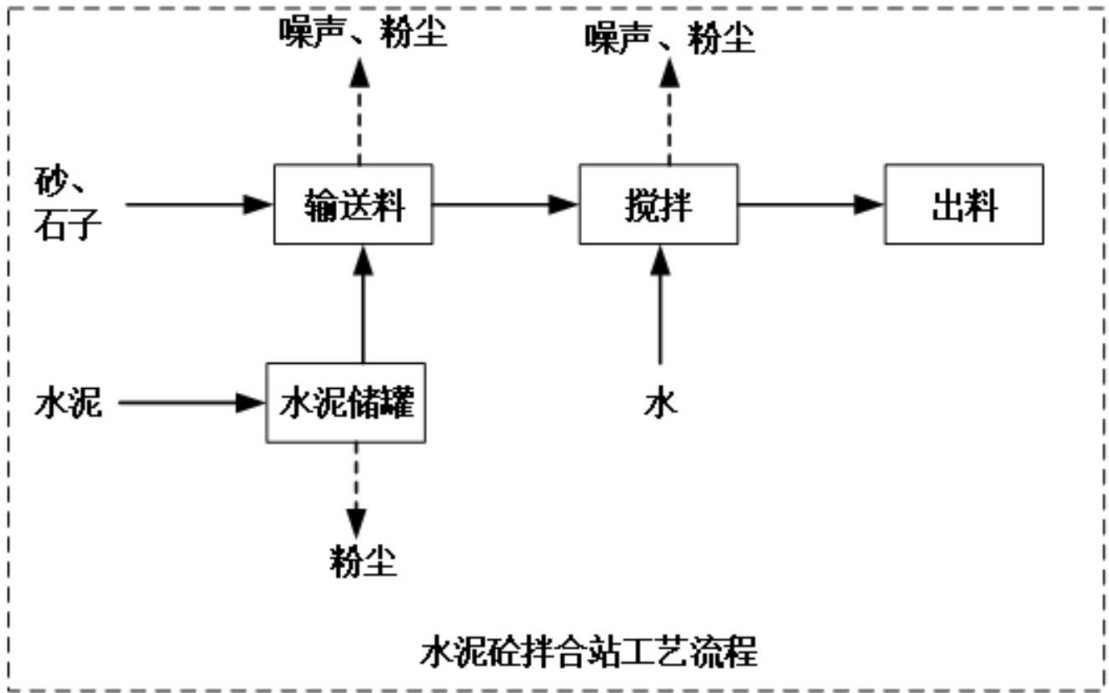 噪声、粉尘
噪声、粉尘
砂、
石子
输送料
搅拌
出料
水泥
水泥储罐
水
粉尘
水泥砼拌合站工艺流程